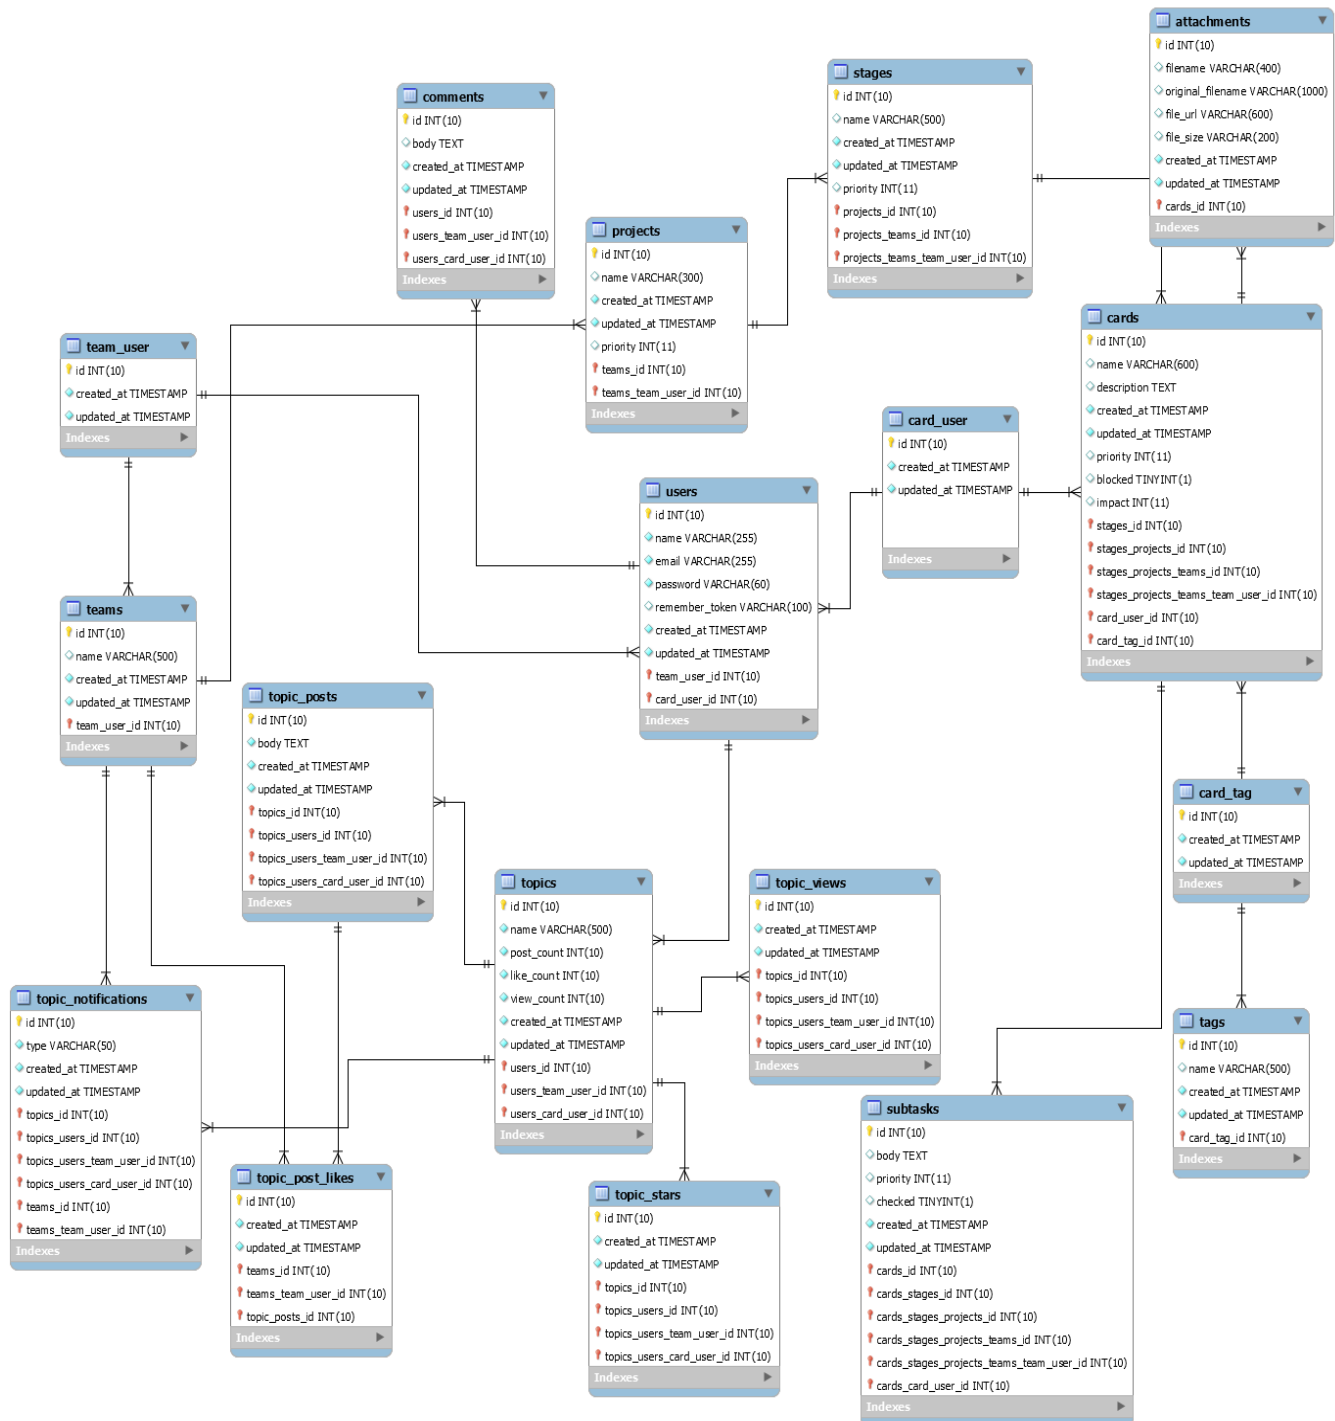 attachments
id INT(10)
filename VARCHAR(400)
original_filename VARCHAR(1000)
file_url VARCHAR(600)
file_size VARCHAR(200)
created_at TIMESTAMP
updated_at TIMESTAMP
cards_id INT(10)
Indexes
stages
id INT(10)
name VARCHAR(500)
created_at TIMESTAMP
updated_at TIMESTAMP
priority INT(11)
projects_id INT(10)
projects_teams_id INT(10)
projects_teams_team_user_id INT(10)
Indexes
comments
id INT(10)
body TEXT
created_at TIMESTAMP
updated_at TIMESTAMP
users_id INT(10)
users_team_user_id INT(10)
users_card_user_id INT(10)
Indexes
projects
id INT(10)
name VARCHAR(300)
created_at TIMESTAMP
updated_at TIMESTAMP
priority INT(11)
teams_id INT(10)
teams_team_user_id INT(10)
Indexes
cards
id INT(10)
name VARCHAR(600)
description TEXT
created_at TIMESTAMP
updated_at TIMESTAMP
priority INT(11)
blocked TINYINT(1)
impact INT(11)
stages_id INT(10)
stages_projects_id INT(10)
stages_projects_teams_id INT(10)
stages_projects_teams_team_user_id INT(10)
card_user_id INT(10)
card_tag_id INT(10)
Indexes
team_user
id INT(10)
created_at TIMESTAMP
updated_at TIMESTAMP
Indexes
card_user
id INT(10)
created_at TIMESTAMP
updated_at TIMESTAMP
Indexes
users
id INT(10)
name VARCHAR(255)
email VARCHAR(255)
password VARCHAR(60)
remember_token VARCHAR(100)
created_at TIMESTAMP
updated_at TIMESTAMP
team_user_id INT(10)
card_user_id INT(10)
Indexes
teams
id INT(10)
name VARCHAR(500)
created_at TIMESTAMP
updated_at TIMESTAMP
team_user_id INT(10)
Indexes
topic_posts
id INT(10)
body TEXT
created_at TIMESTAMP
updated_at TIMESTAMP
topics_id INT(10)
topics_users_id INT(10)
topics_users_team_user_id INT(10)
topics_users_card_user_id INT(10)
Indexes
card_tag
id INT(10)
created_at TIMESTAMP
updated_at TIMESTAMP
Indexes
topics
id INT(10)
name VARCHAR(500)
post_count INT(10)
like_count INT(10)
view_count INT(10)
created_at TIMESTAMP
updated_at TIMESTAMP
users_id INT(10)
users_team_user_id INT(10)
users_card_user_id INT(10)
Indexes
topic_views
id INT(10)
created_at TIMESTAMP
updated_at TIMESTAMP
topics_id INT(10)
topics_users_id INT(10)
topics_users_team_user_id INT(10)
topics_users_card_user_id INT(10)
Indexes
topic_notifications
id INT(10)
type VARCHAR(50)
created_at TIMESTAMP
updated_at TIMESTAMP
topics_id INT(10)
topics_users_id INT(10)
topics_users_team_user_id INT(10)
topics_users_card_user_id INT(10)
teams_id INT(10)
teams_team_user_id INT(10)
Indexes
tags
id INT(10)
name VARCHAR(500)
created_at TIMESTAMP
updated_at TIMESTAMP
card_tag_id INT(10)
Indexes
subtasks
id INT(10)
body TEXT
priority INT(11)
checked TINYINT(1)
created_at TIMESTAMP
updated_at TIMESTAMP
cards_id INT(10)
cards_stages_id INT(10)
cards_stages_projects_id INT(10)
cards_stages_projects_teams_id INT(10)
cards_stages_projects_teams_team_user_id INT(10)
cards_card_user_id INT(10)
Indexes
topic_post_likes
id INT(10)
created_at TIMESTAMP
updated_at TIMESTAMP
teams_id INT(10)
teams_team_user_id INT(10)
topic_posts_id INT(10)
Indexes
topic_stars
id INT(10)
created_at TIMESTAMP
updated_at TIMESTAMP
topics_id INT(10)
topics_users_id INT(10)
topics_users_team_user_id INT(10)
topics_users_card_user_id INT(10)
Indexes